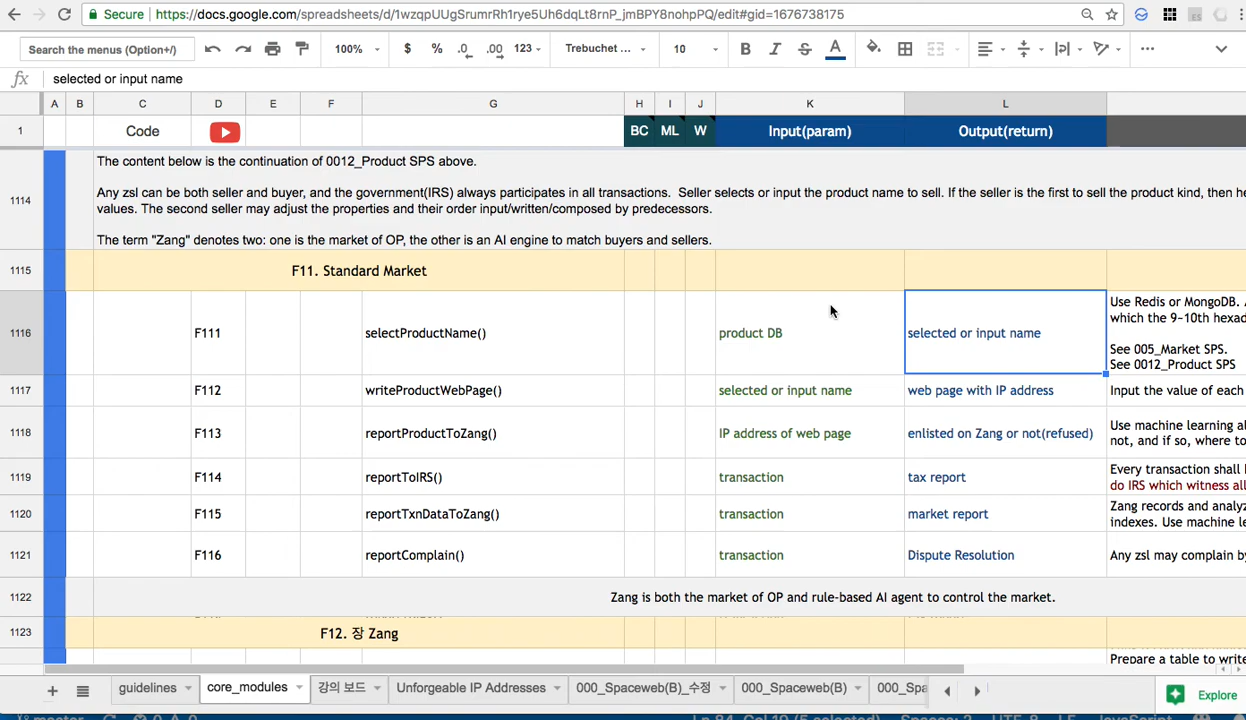 Secure https://docs.google.com/spreadsheets/d/1wzqpUUgSrumrRh1rye5Uh6dqLt8rnP_jmBPY8nohpPQ/edit#gid=1676738175
Search the menus (Option+/) 100% $ % .0 .00 123 Trebuchet ... 10 B I S A
fx selected or input name
A B C D E F G H I J K L
1 Code BC ML W Input(param) Output(return)
The content below is the continuation of 0012_Product SPS above.
Any zsl can be both seller and buyer, and the government(IRS) always participates in all transactions. Seller selects or input the product name to sell. If the seller is the first to sell the product kind, then he
1114 values. The second seller may adjust the properties and their order input/written/composed by predecessors.
The term "Zang" denotes two: one is the market of OP, the other is an AI engine to match buyers and sellers.
1115 F11. Standard Market
1116 F111 selectProductName() product DB selected or input name
Use Redis or MongoDB.
which the 9-10th hexad
See 005_Market SPS.
See 0012_Product SPS
1117 F112 writeProductWebPage() selected or input name web page with IP address Input the value of each
1118 F113 reportProductToZang() IP address of web page enlisted on Zang or not(refused)
Use machine learning al
not, and if so, where to
1119 F114 reportToIRS() transaction tax report
Every transaction shall
do IRS which witness all
1120 F115 reportTxnDataToZang() transaction market report
Zang records and analyz
indexes. Use machine le
1121 F116 reportComplain() transaction Dispute Resolution Any zsl may complain by
1122 Zang is both the market of OP and rule-based AI agent to control the market.
1123 F12. 장 Zang
Prepare a table to write
guidelines core_modules 강의 보드 Unforgeable IP Addresses 000_Spaceweb(B)_수정 000_Spaceweb(B) 000_Spa Explore